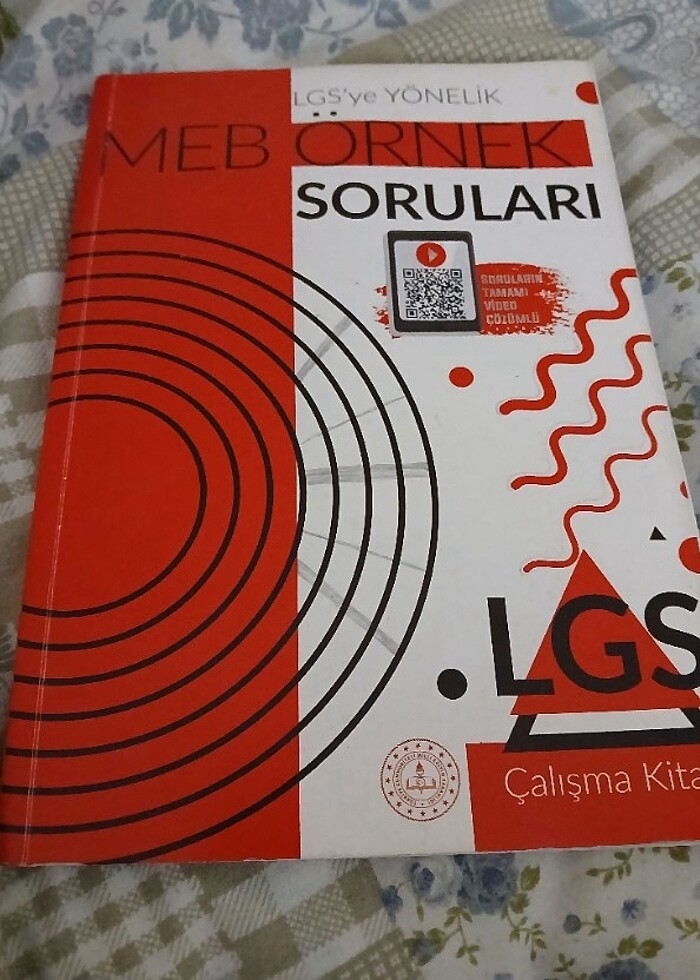 LGS'ye YÖNELİK
MEB ÖRNEK
SORULARI
SORULARIN
TAMAMI
VİDEO
ÇÖZÜMLÜ
.LGS
Çalışma Kita